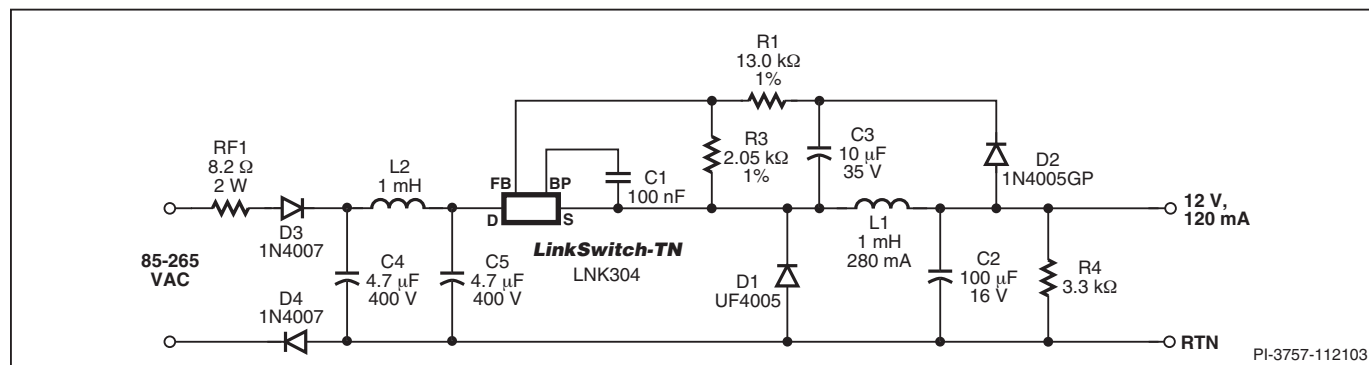 RF1
8.2 Ω
2 W
D3
1N4007
85-265
VAC
D4
1N4007
L2
1 mH
C4
4.7 µF
400 V
C5
4.7 µF
400 V
FB
BP
D
S
C1
100 nF
LinkSwitch-TN
LNK304
R1
13.0 kΩ
1%
R3
2.05 kΩ
1%
C3
10 µF
35 V
D2
1N4005GP
D1
UF4005
L1
1 mH
280 mA
C2
100 µF
16 V
R4
3.3 kΩ
12 V,
120 mA
RTN
PI-3757-112103